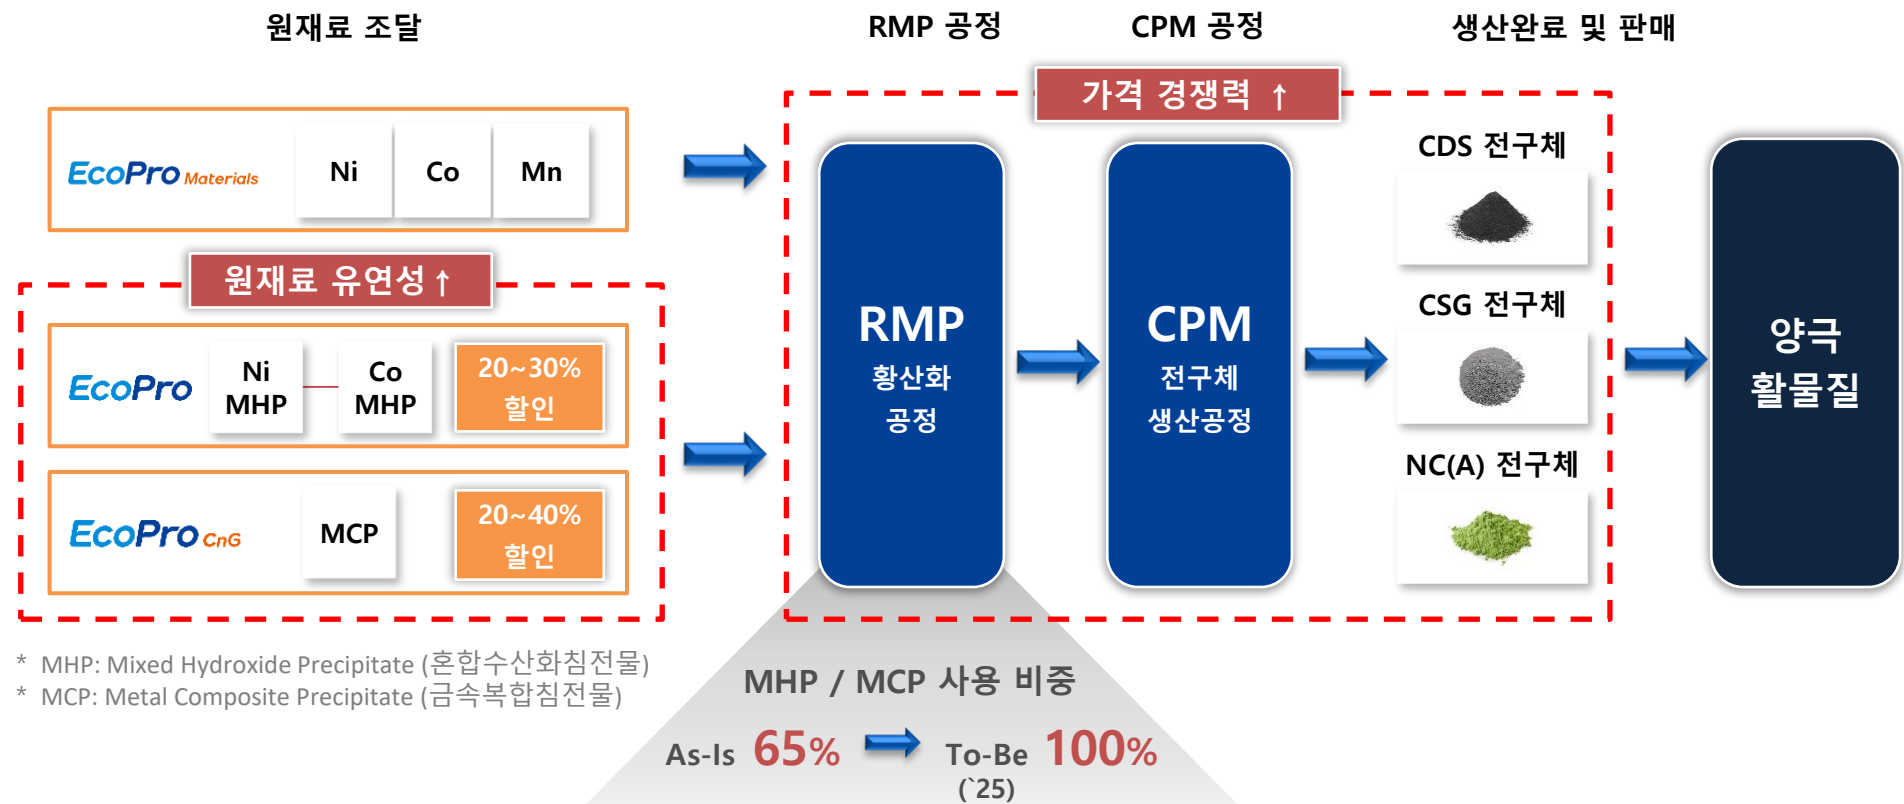 원재료 조달
RMP 공정
CPM 공정
생산완료 및 판매
가격 경쟁력 ↑
EcoPro Materials
Ni
Co
Mn
원재료 유연성↑
EcoPro
Ni
MHP
Co
MHP
20~30%
할인
EcoPro CnG
MCP
20~40%
할인
RMP
황산화
공정
CPM
전구체
생산공정
CDS 전구체
CSG 전구체
NC(A) 전구체
양극
활물질
* MHP: Mixed Hydroxide Precipitate (혼합수산화침전물)
* MCP: Metal Composite Precipitate (금속복합침전물)
MHP / MCP 사용 비중
As-Is 65%
To-Be 100%
(`25)